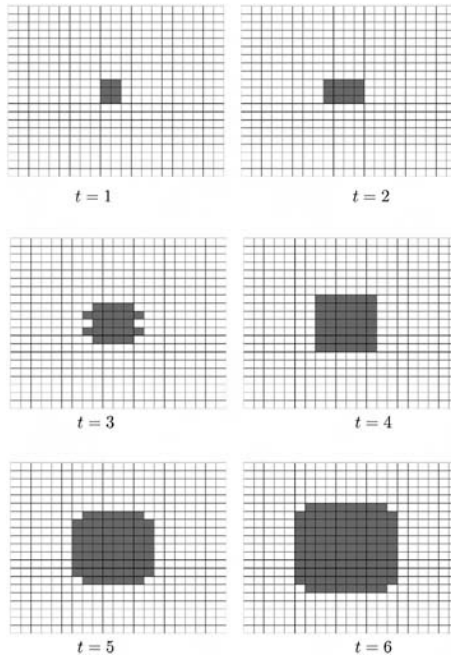 t = 1
t = 2
t = 3
t = 4
t = 5
t = 6